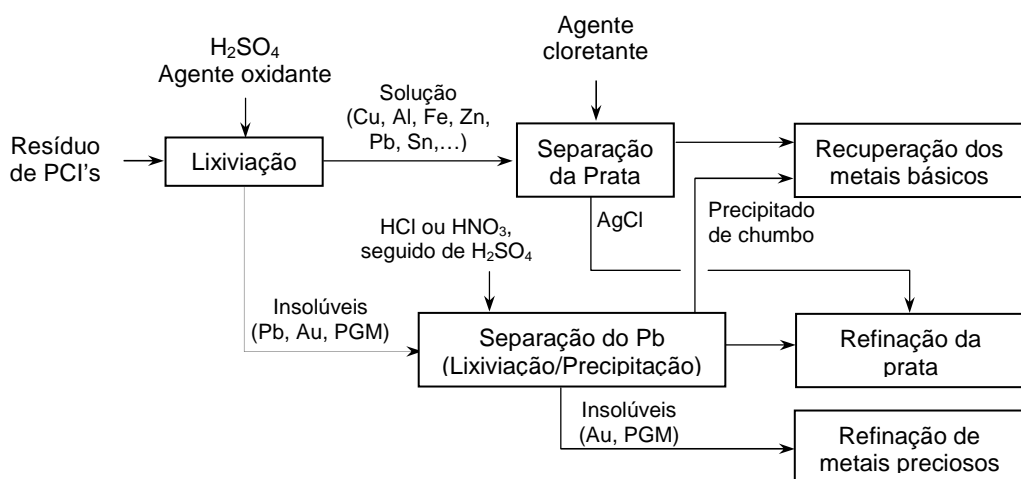 H₂SO₄
Agente oxidante
Agente
cloretante
Solução
(Cu, Al, Fe, Zn,
Pb, Sn,…)
Resíduo
de PCI's
Lixiviação
Separação
da Prata
Recuperação dos
metais básicos
HCl ou HNO₃,
seguido de H₂SO₄
AgCl
Precipitado
de chumbo
Insolúveis
(Pb, Au, PGM)
Separação do Pb
(Lixiviação/Precipitação)
Refinação da
prata
Insolúveis
(Au, PGM)
Refinação de
metais preciosos